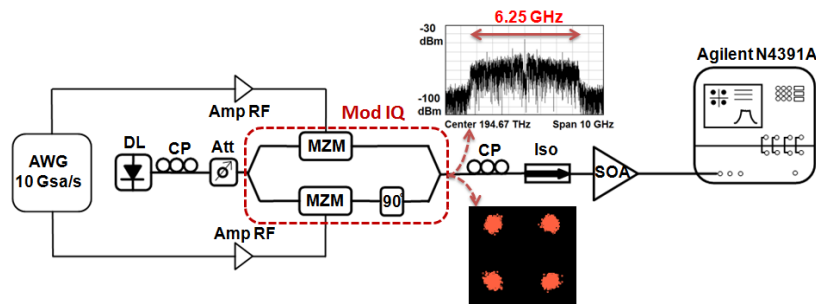 6.25 GHz
-30
dBm
-100
dBm
Center 194.67 THz Span 10 GHz
Agilent N4391A
Amp RF
Mod IQ
AWG
10 Gsa/s
DL
CP
Att
MZM
MZM
90°
CP
Iso
SOA
Amp RF